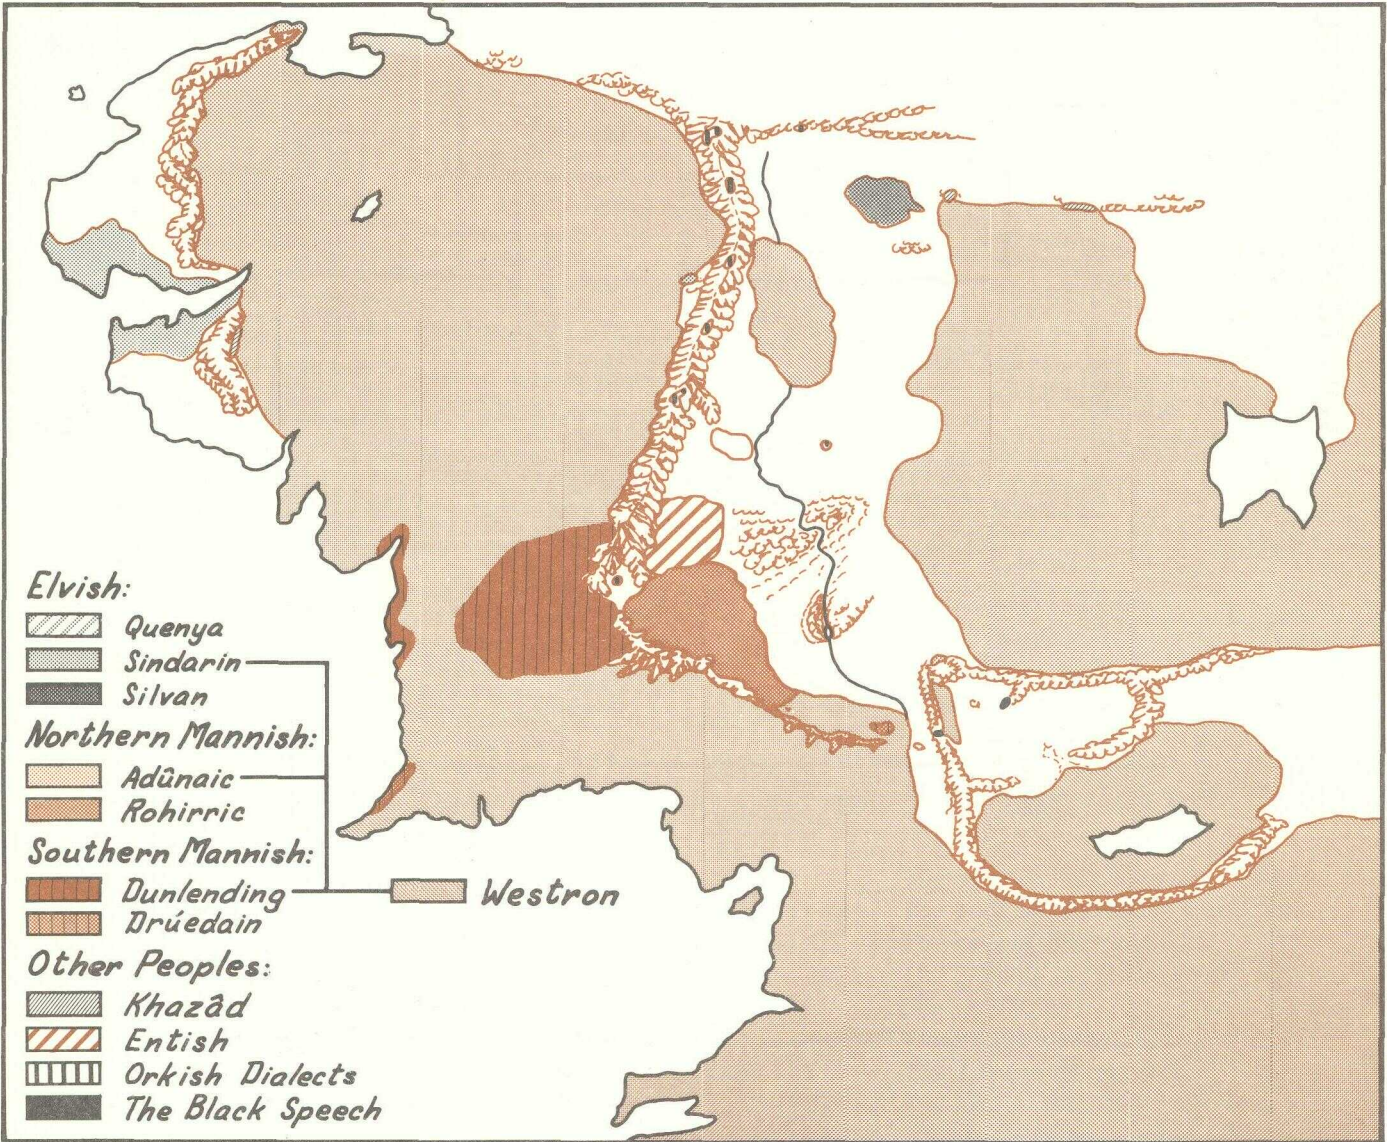 Elvish:
Quenya
Sindarin
Silvan
Northern Mannish:
Adûnaic
Rohirric
Southern Mannish:
Dunlending
Westron
Drúedain
Other Peoples:
Khazâd
Entish
Orkish Dialects
The Black Speech